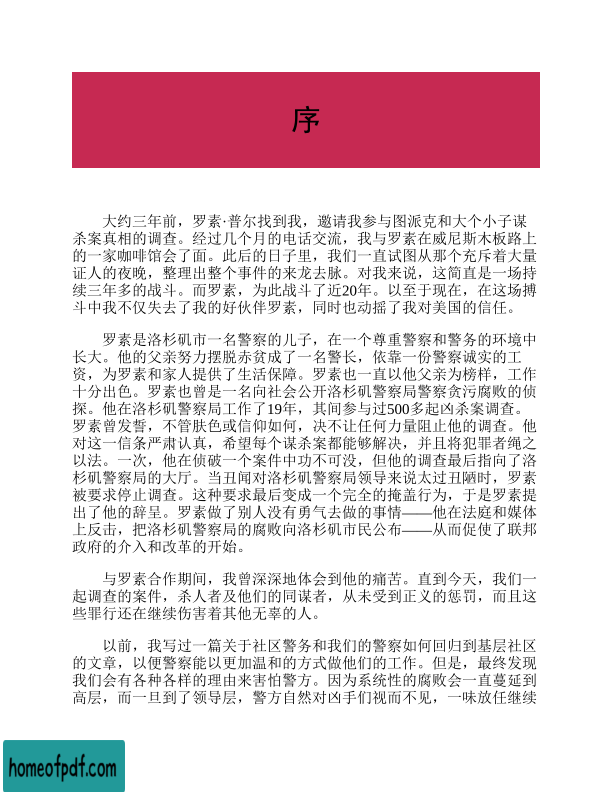 序
大约三年前，罗素·普尔找到我，邀请我参与图派克和大个小子谋
杀案真相的调查。经过几个月的电话交流，我与罗素在威尼斯木板路上
的一家咖啡馆会了面。此后的日子里，我们一直试图从那个充斥着大量
证人的夜晚，整理出整个事件的来龙去脉。对我来说，这简直是一场持
续三年多的战斗。而罗素，为此战斗了近20年。以至于现在，在这场搏
斗中我不仅失去了我的好伙伴罗素，同时也动摇了我对美国的信任。
罗素是洛杉矶市一名警察的儿子，在一个尊重警察和警务的环境中
长大。他的父亲努力摆脱赤贫成了一名警长，依靠一份警察诚实的工
资，为罗素和家人提供了生活保障。罗素也一直以他父亲为榜样，工作
十分出色。罗素也曾是一名向社会公开洛杉矶警察局警察贪污腐败的侦
探。他在洛杉矶警察局工作了19年，其间参与过500多起凶杀案调查。
罗素曾发誓，不管肤色或信仰如何，决不让任何力量阻止他的调查。他
对这一信条严肃认真，希望每个谋杀案都能够解决，并且将犯罪者绳之
以法。一次，他在侦破一个案件中功不可没，但他的调查最后指向了洛
杉矶警察局的大厅。当丑闻对洛杉矶警察局领导来说太过丑陋时，罗素
被要求停止调查。这种要求最后变成一个完全的掩盖行为，于是罗素提
出了他的辞呈。罗素做了别人没有勇气去做的事情——他在法庭和媒体
上反击，把洛杉矶警察局的腐败向洛杉矶市民公布——从而促使了联邦
政府的介入和改革的开始。
与罗素合作期间，我曾深深地体会到他的痛苦。直到今天，我们一
起调查的案件，杀人者及他们的同谋者，从未受到正义的惩罚，而且这
些罪行还在继续伤害着其他无辜的人。
以前，我写过一篇关于社区警务和我们的警察如何回归到基层社区
的文章，以便警察能以更加温和的方式做他们的工作。但是，最终发现
我们会有各种各样的理由来害怕警方。因为系统性的腐败会一直蔓延到
高层，而一旦到了领导层，警方自然对凶手们视而不见，一味放任继续
homeofpdf.com